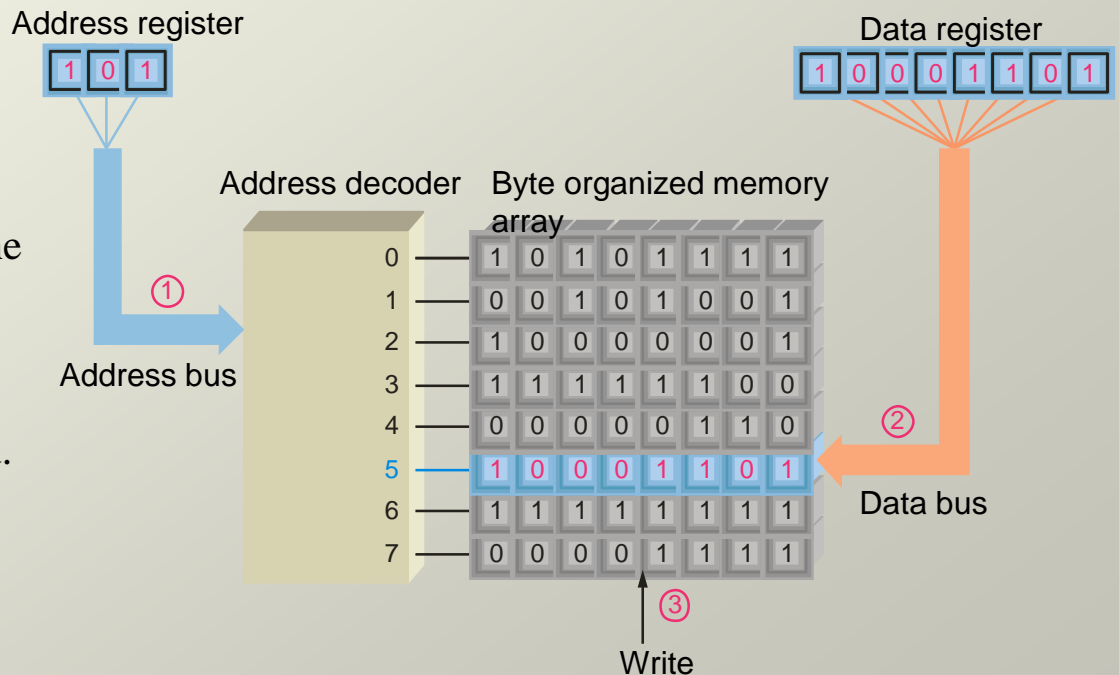 Address register
1 0 1
Data register
1 0 0 0 1 1 0 1
Address decoder
Byte organized memory
array
0 1 0 1 0 1 1 1 1
1 0 0 1 0 1 0 0 1
2 1 0 0 0 0 0 0 1
3 1 1 1 1 1 1 0 0
4 0 0 0 0 0 1 1 0
5 1 0 0 0 1 1 0 1
6 1 1 1 1 1 1 1 1
7 0 0 0 0 1 1 1 1
1
Address bus
2
Data bus
3
Write